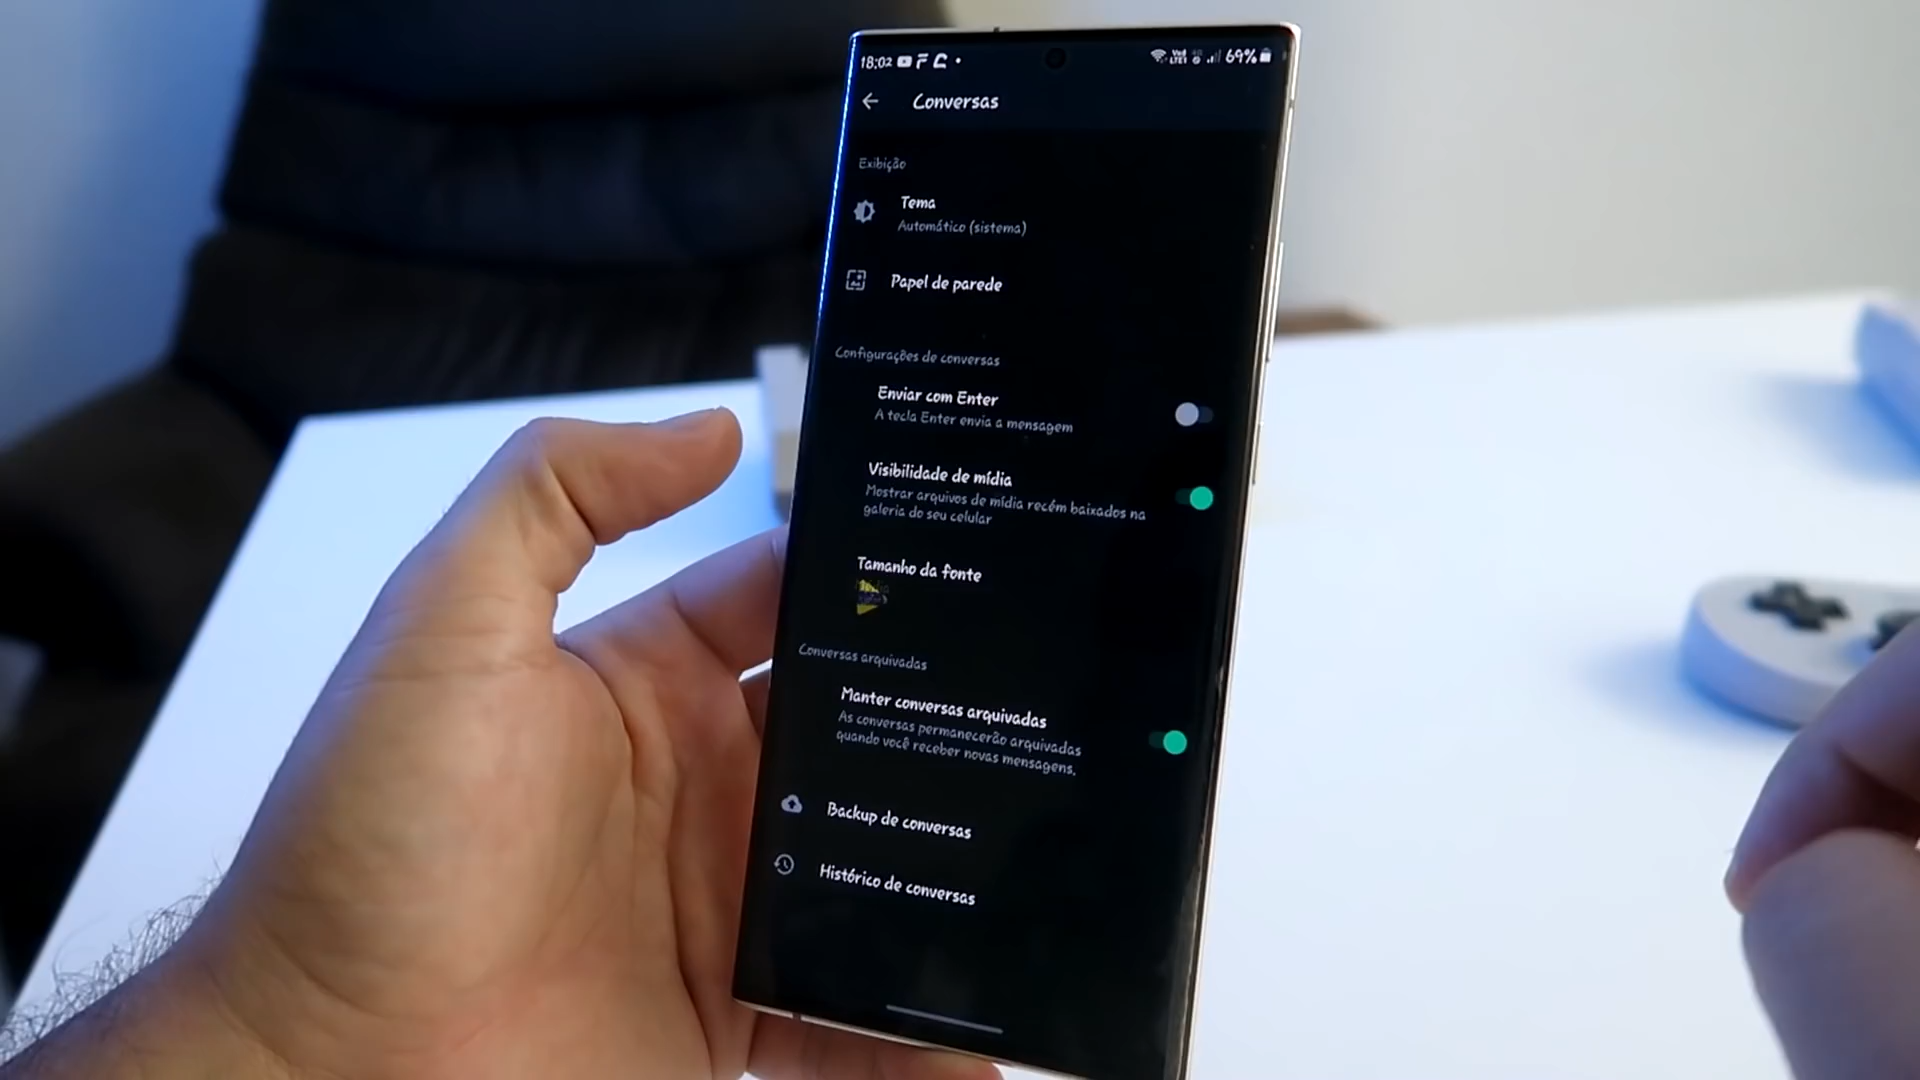 18:02
69%
Conversas
Exibição
Tema
Automático (sistema)
Papel de parede
Configurações de conversas
Enviar com Enter
A tecla Enter envia a mensagem
Visibilidade de mídia
Mostrar arquivos de mídia recém baixados na
galeria do seu celular
Tamanho da fonte
Conversas arquivadas
Manter conversas arquivadas
As conversas permanecerão arquivadas
quando você receber novas mensagens.
Backup de conversas
Histórico de conversas